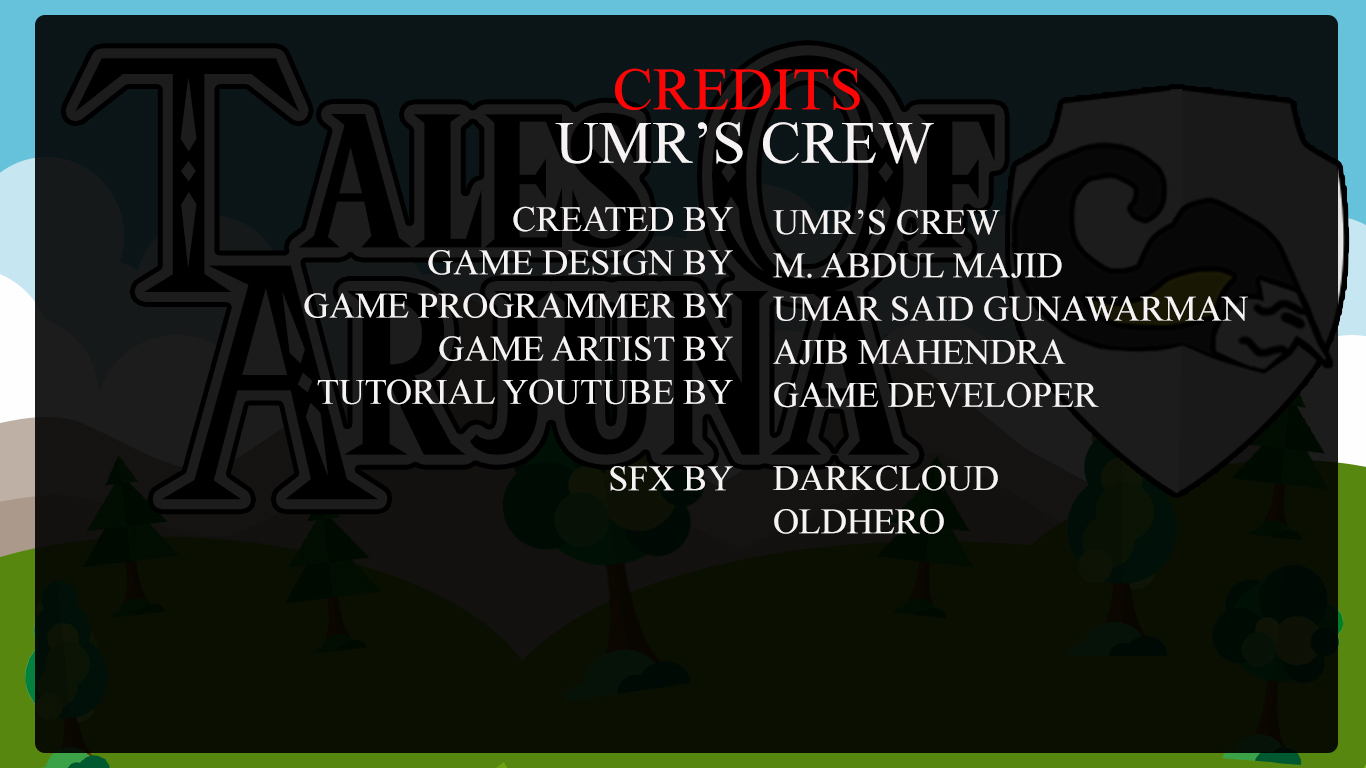 TALES OF
ARJUNA
CREDITS
UMR’S CREW
CREATED BY UMR’S CREW
GAME DESIGN BY M. ABDUL MAJID
GAME PROGRAMMER BY UMAR SAID GUNAWARMAN
GAME ARTIST BY AJIB MAHENDRA
TUTORIAL YOUTUBE BY GAME DEVELOPER
SFX BY DARKCLOUD
OLDHERO